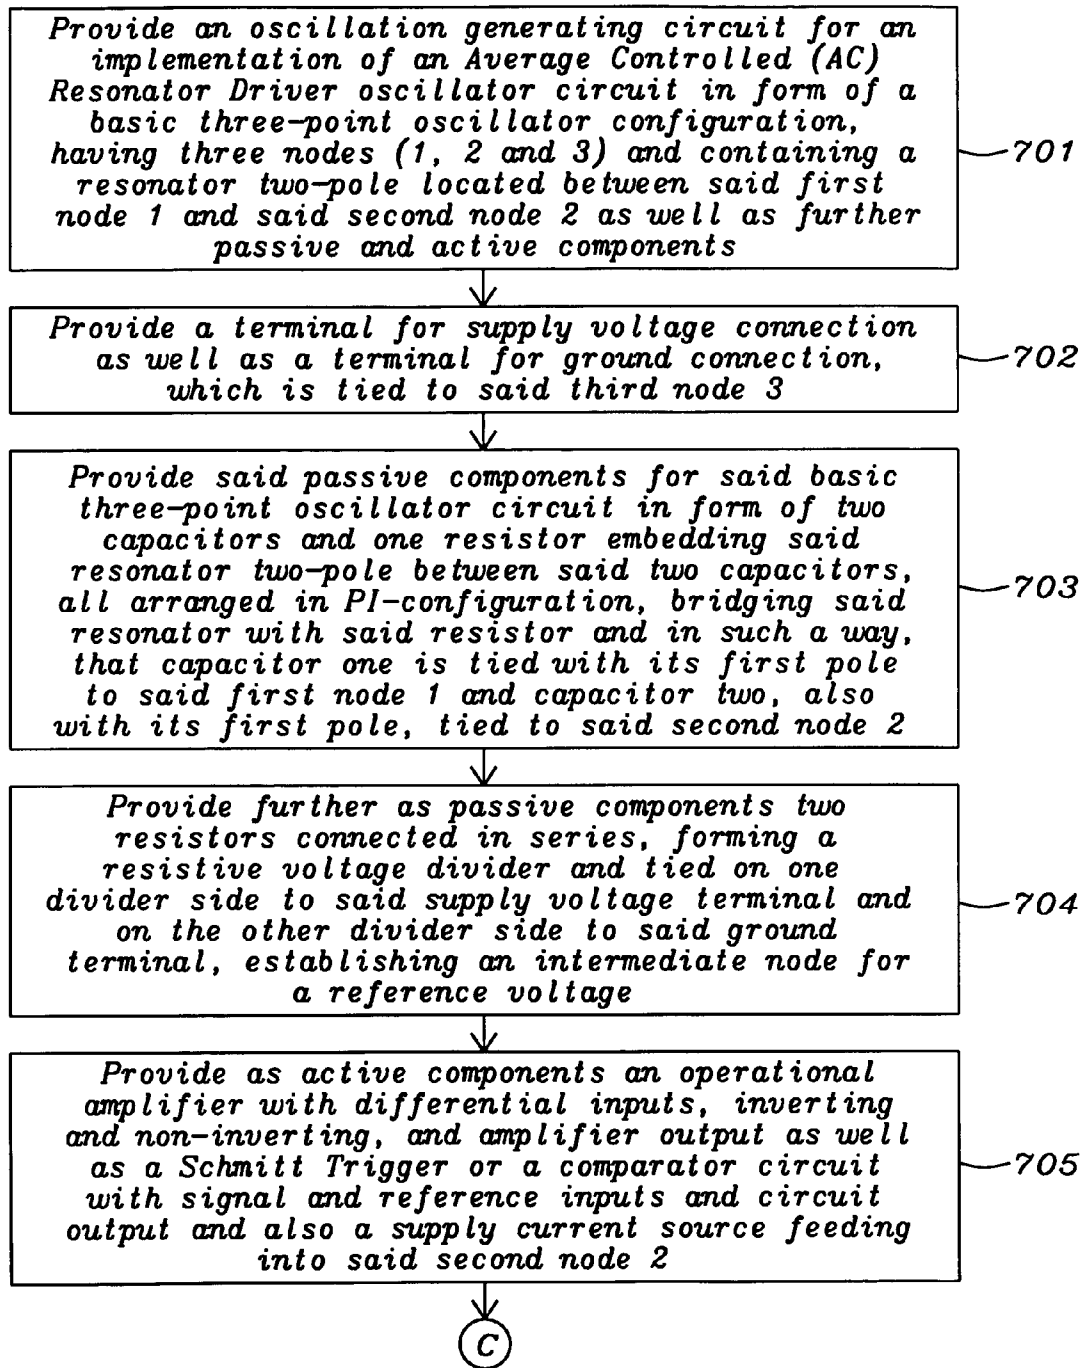 Provide an oscillation generating circuit for an
implementation of an Average Controlled (AC)
Resonator Driver oscillator circuit in form of a
basic three-point oscillator configuration,
having three nodes (1, 2 and 3) and containing a
resonator two-pole located between said first
node 1 and said second node 2 as well as further
passive and active components
701
Provide a terminal for supply voltage connection
as well as a terminal for ground connection,
which is tied to said third node 3
702
Provide said passive components for said basic
three-point oscillator circuit in form of two
capacitors and one resistor embedding said
resonator two-pole between said two capacitors,
all arranged in PI-configuration, bridging said
resonator with said resistor and in such a way,
that capacitor one is tied with its first pole
to said first node 1 and capacitor two, also
with its first pole, tied to said second node 2
703
Provide further as passive components two
resistors connected in series, forming a
resistive voltage divider and tied on one
divider side to said supply voltage terminal and
on the other divider side to said ground
terminal, establishing an intermediate node for
a reference voltage
704
Provide as active components an operational
amplifier with differential inputs, inverting
and non-inverting, and amplifier output as well
as a Schmitt Trigger or a comparator circuit
with signal and reference inputs and circuit
output and also a supply current source feeding
into said second node 2
705
C